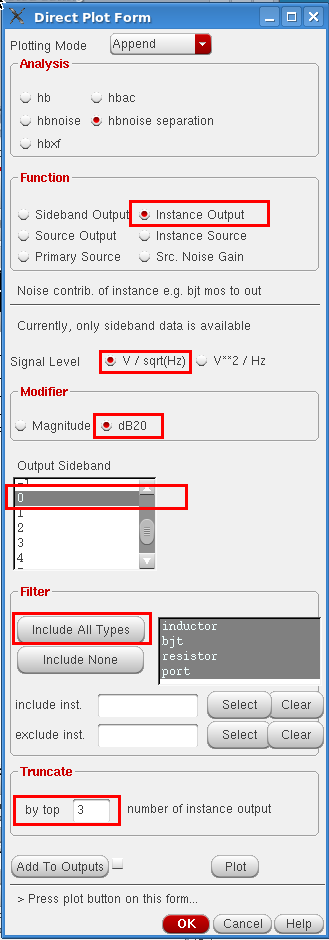 Direct Plot Form
Plotting Mode Append
Analysis
hb hbac
hbnoise hbnoise separation
hbxf
Function
Sideband Output Instance Output
Source Output Instance Source
Primary Source Src. Noise Gain
Noise contrib. of instance e.g. bjt mos to out
Currently, only sideband data is available
Signal Level V / sqrt(Hz) V**2 / Hz
Modifier
Magnitude dB20
Output Sideband
-1
0
1
2
3
4
Filter
Include All Types
Include None
inductor
bjt
resistor
port
include inst. Select Clear
exclude inst. Select Clear
Truncate
by top 3 number of instance output
Add To Outputs Plot
> Press plot button on this form...
OK Cancel Help